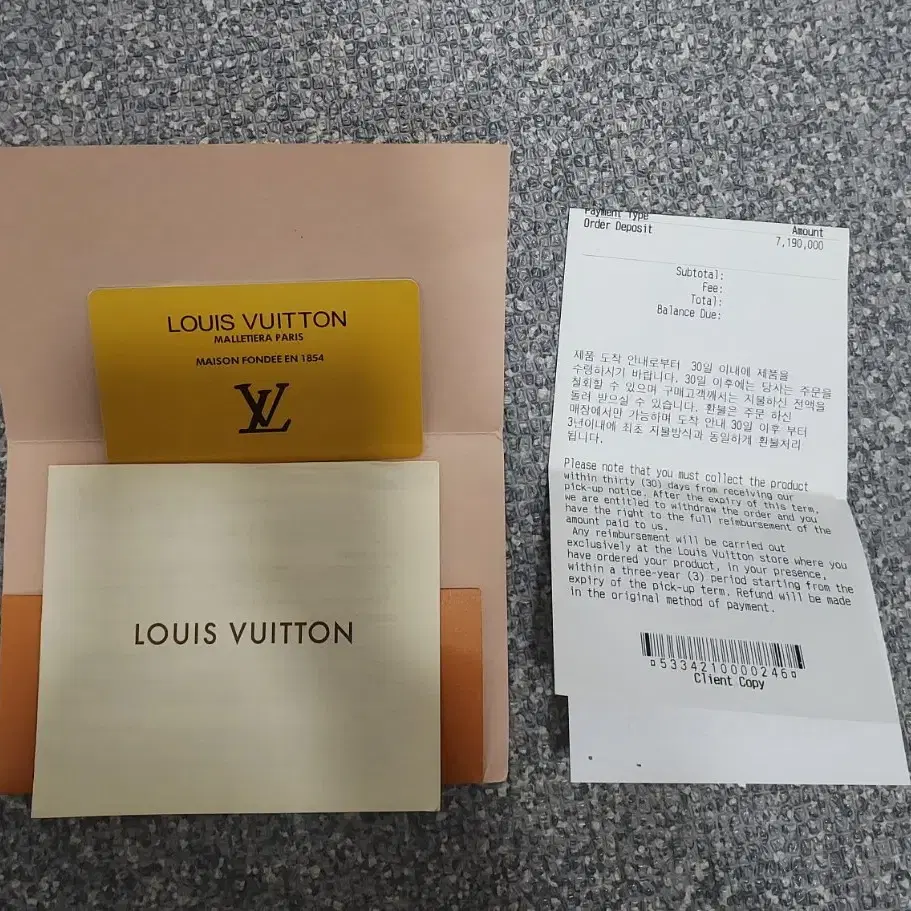 LOUIS VUITTON
MALLETIERA PARIS
MAISON FONDEE EN 1854
LV
LOUIS VUITTON
Payment Type Amount
Order Deposit 7,190,000
Subtotal:
Fee:
Total:
Balance Due:
제품 도착 안내로부터 30일 이내에 제품을
수령하시기 바랍니다. 30일 이후에는 당사는 주문을
철회할 수 있으며 구매고객께서는 지불하신 전액을
돌려 받으실 수 있습니다. 환불은 주문 하신
매장에서만 가능하며 도착 안내 30일 이후 부터
3년이내에 최초 지불방식과 동일하게 환불처리
됩니다.
Please note that you must collect the product
within thirty (30) days from receiving our
pick-up notice. After the expiry of this term,
we are entitled to withdraw the order and you
have the right to the full reimbursement of the
amount paid to us.
Any reimbursement will be carried out
exclusively at the Louis Vuitton store where you
have ordered your product, in your presence,
within a three-year (3) period starting from the
expiry of the pick-up term. Refund will be made
in the original method of payment.
¤5334210000246¤
Client Copy